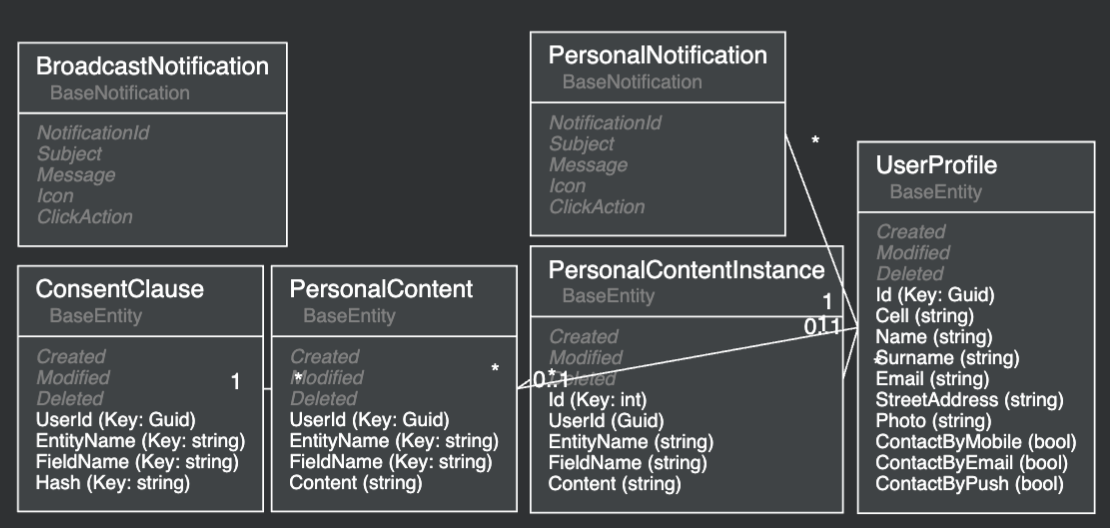 BroadcastNotification
BaseNotification
NotificationId
Subject
Message
Icon
ClickAction
PersonalNotification
BaseNotification
NotificationId
Subject
Message
Icon
ClickAction
*
UserProfile
BaseEntity
Created
Modified
Deleted
Id (Key: Guid)
Cell (string)
Name (string)
Surname (string)
Email (string)
StreetAddress (string)
Photo (string)
ContactByMobile (bool)
ContactByEmail (bool)
ContactByPush (bool)
*
ConsentClause
BaseEntity
Created
Modified
Deleted
UserId (Key: Guid)
EntityName (Key: string)
FieldName (Key: string)
Hash (Key: string)
1
*
PersonalContent
BaseEntity
Created
Modified
Deleted
UserId (Key: Guid)
EntityName (Key: string)
FieldName (Key: string)
Content (string)
*
0..1
*
PersonalContentInstance
BaseEntity
Created
Modified
Deleted
Id (Key: int)
UserId (Guid)
EntityName (string)
FieldName (string)
Content (string)
1